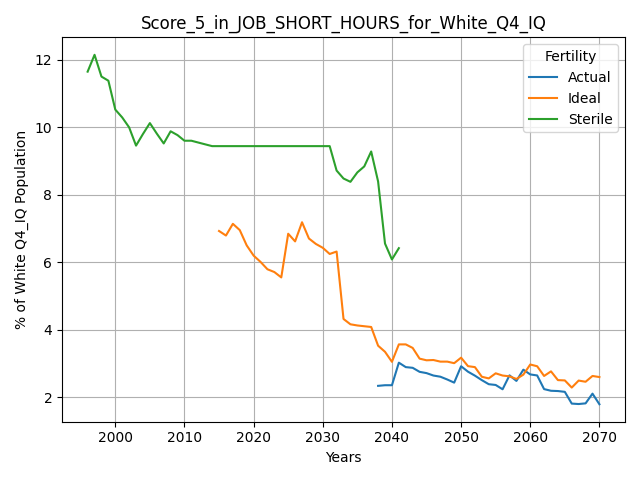 Score_5_in_JOB_SHORT_HOURS_for_White_Q4_IQ
% of White Q4_IQ Population
12
10
8
6
4
2
Fertility
Actual
Ideal
Sterile
2000 2010 2020 2030 2040 2050 2060 2070
Years